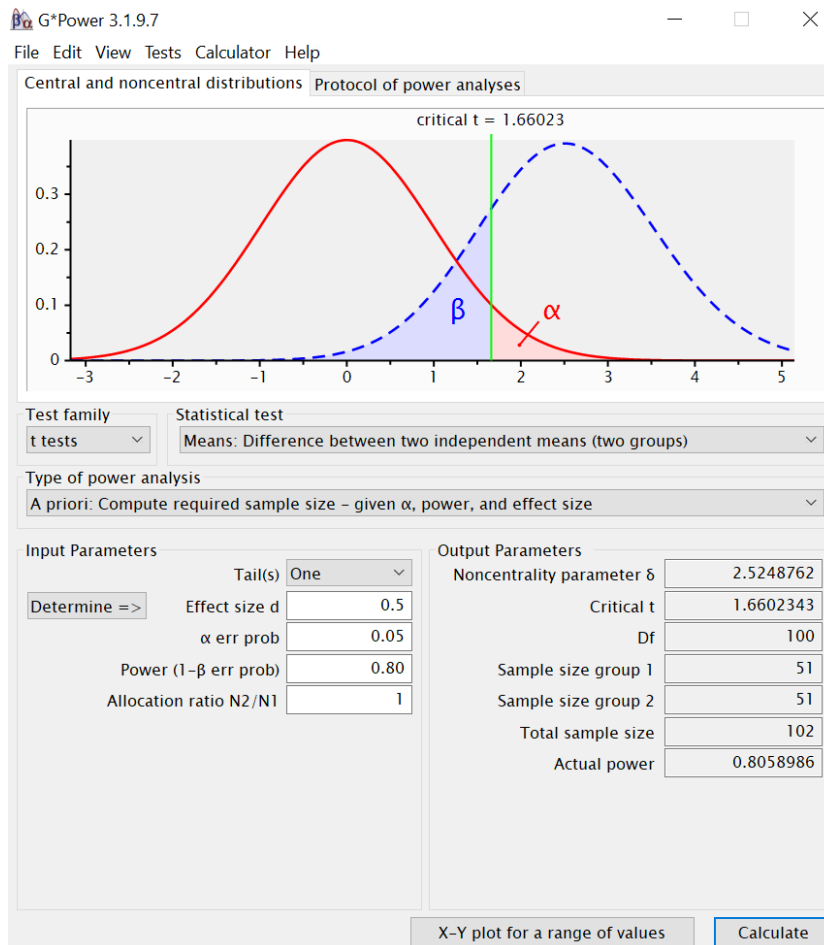 G*Power 3.1.9.7
File Edit View Tests Calculator Help
Central and noncentral distributions Protocol of power analyses
critical t = 1.66023
0.3
0.2
0.1
0
β
α
-3 -2 -1 0 1 2 3 4 5
Test family Statistical test
t tests Means: Difference between two independent means (two groups)
Type of power analysis
A priori: Compute required sample size – given α, power, and effect size
Input Parameters Output Parameters
Tail(s) One Noncentrality parameter δ 2.5248762
Determine => Effect size d 0.5 Critical t 1.6602343
α err prob 0.05 Df 100
Power (1-β err prob) 0.80 Sample size group 1 51
Allocation ratio N2/N1 1 Sample size group 2 51
Total sample size 102
Actual power 0.8058986
X-Y plot for a range of values Calculate